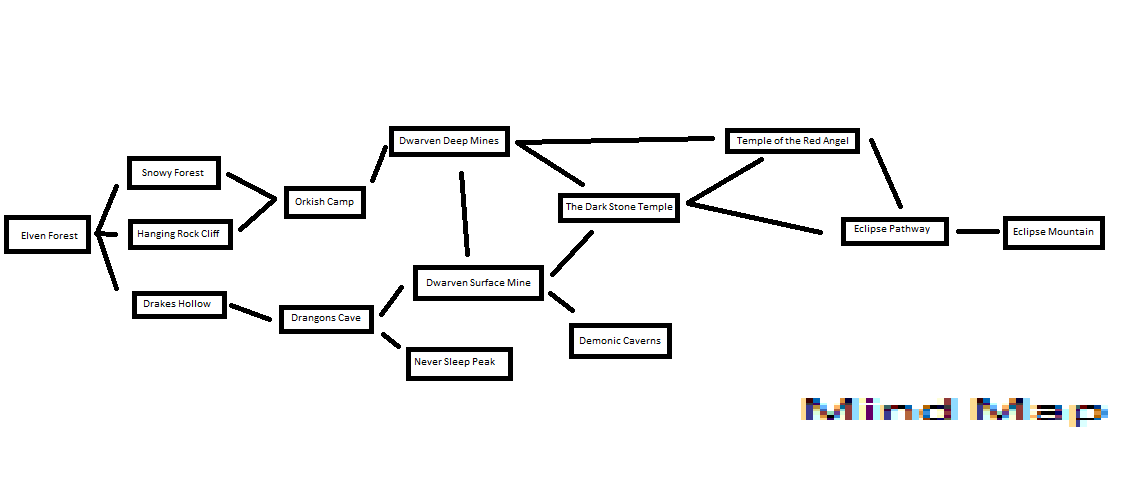 Dwarven Deep Mines
Temple of the Red Angel
Snowy Forest
Orkish Camp
The Dark Stone Temple
Elven Forest
Hanging Rock Cliff
Eclipse Pathway
Eclipse Mountain
Dwarven Surface Mine
Drakes Hollow
Drangons Cave
Demonic Caverns
Never Sleep Peak
Mind Map